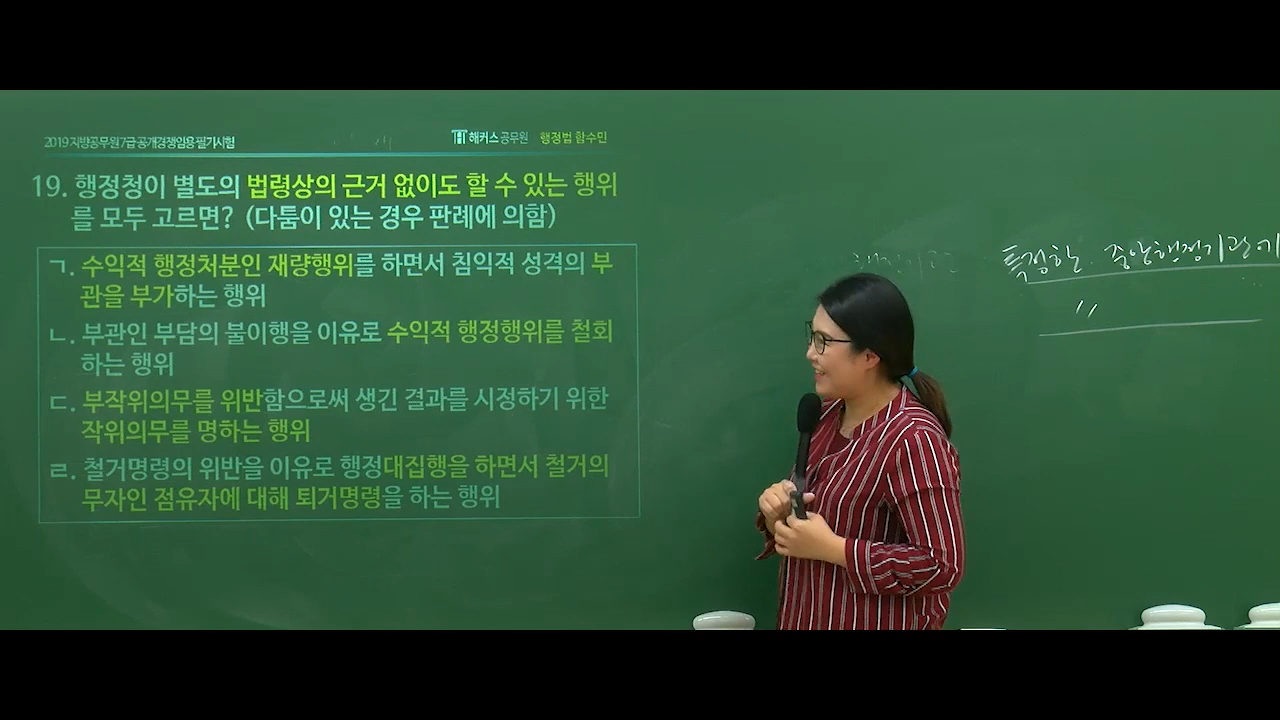 2019 지방공무원 7급 공개경쟁임용 필기시험
해커스공무원 행정법 함수민
19. 행정청이 별도의 법령상의 근거 없이도 할 수 있는 행위
를 모두 고르면? (다툼이 있는 경우 판례에 의함)
ㄱ. 수익적 행정처분인 재량행위를 하면서 침익적 성격의 부
관을 부가하는 행위
ㄴ. 부관인 부담의 불이행을 이유로 수익적 행정행위를 철회
하는 행위
ㄷ. 부작위의무를 위반함으로써 생긴 결과를 시정하기 위한
작위의무를 명하는 행위
ㄹ. 철거명령의 위반을 이유로 행정대집행을 하면서 철거의
무자인 점유자에 대해 퇴거명령을 하는 행위
특정한 중앙행정기관에
〃